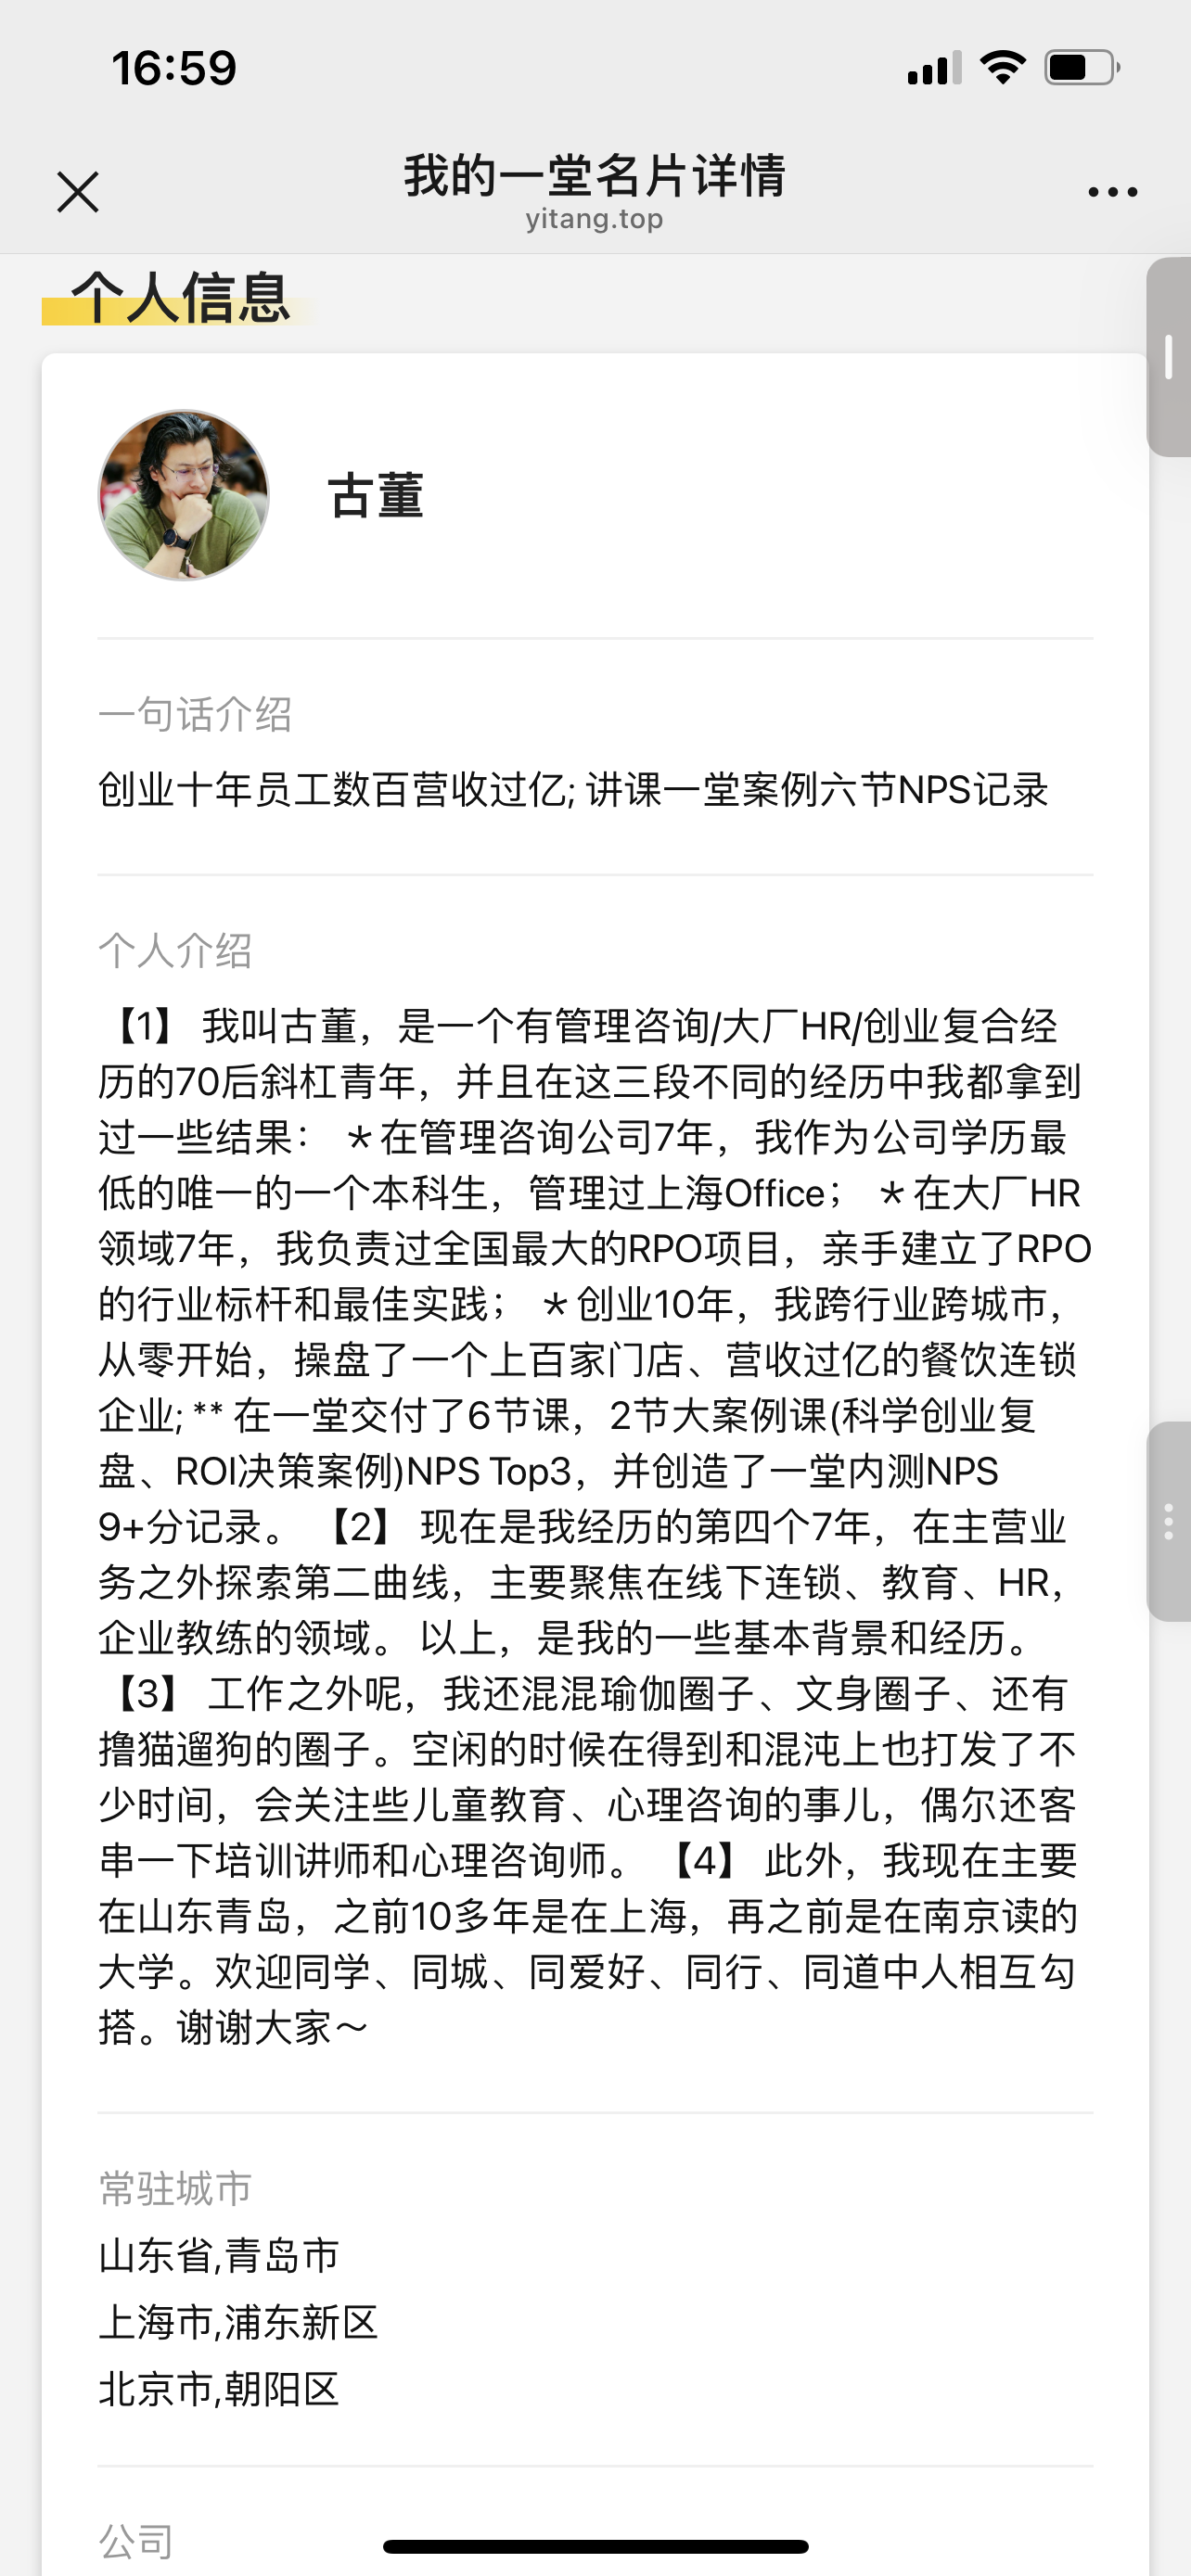 16:59
我的一堂名片详情
yitang.top
个人信息
古董
一句话介绍
创业十年员工数百营收过亿; 讲课一堂案例六节NPS记录
个人介绍
【1】 我叫古董，是一个有管理咨询/大厂HR/创业复合经
历的70后斜杠青年，并且在这三段不同的经历中我都拿到
过一些结果： ＊在管理咨询公司7年，我作为公司学历最
低的唯一的一个本科生，管理过上海Office； ＊在大厂HR
领域7年，我负责过全国最大的RPO项目，亲手建立了RPO
的行业标杆和最佳实践； ＊创业10年，我跨行业跨城市，
从零开始，操盘了一个上百家门店、营收过亿的餐饮连锁
企业; ** 在一堂交付了6节课，2节大案例课(科学创业复
盘、ROI决策案例)NPS Top3，并创造了一堂内测NPS
9+分记录。 【2】 现在是我经历的第四个7年，在主营业
务之外探索第二曲线，主要聚焦在线下连锁、教育、HR，
企业教练的领域。 以上，是我的一些基本背景和经历。
【3】 工作之外呢，我还混混瑜伽圈子、文身圈子、还有
撸猫遛狗的圈子。空闲的时候在得到和混沌上也打发了不
少时间，会关注些儿童教育、心理咨询的事儿，偶尔还客
串一下培训讲师和心理咨询师。 【4】 此外，我现在主要
在山东青岛，之前10多年是在上海，再之前是在南京读的
大学。欢迎同学、同城、同爱好、同行、同道中人相互勾
搭。谢谢大家～
常驻城市
山东省,青岛市
上海市,浦东新区
北京市,朝阳区
公司